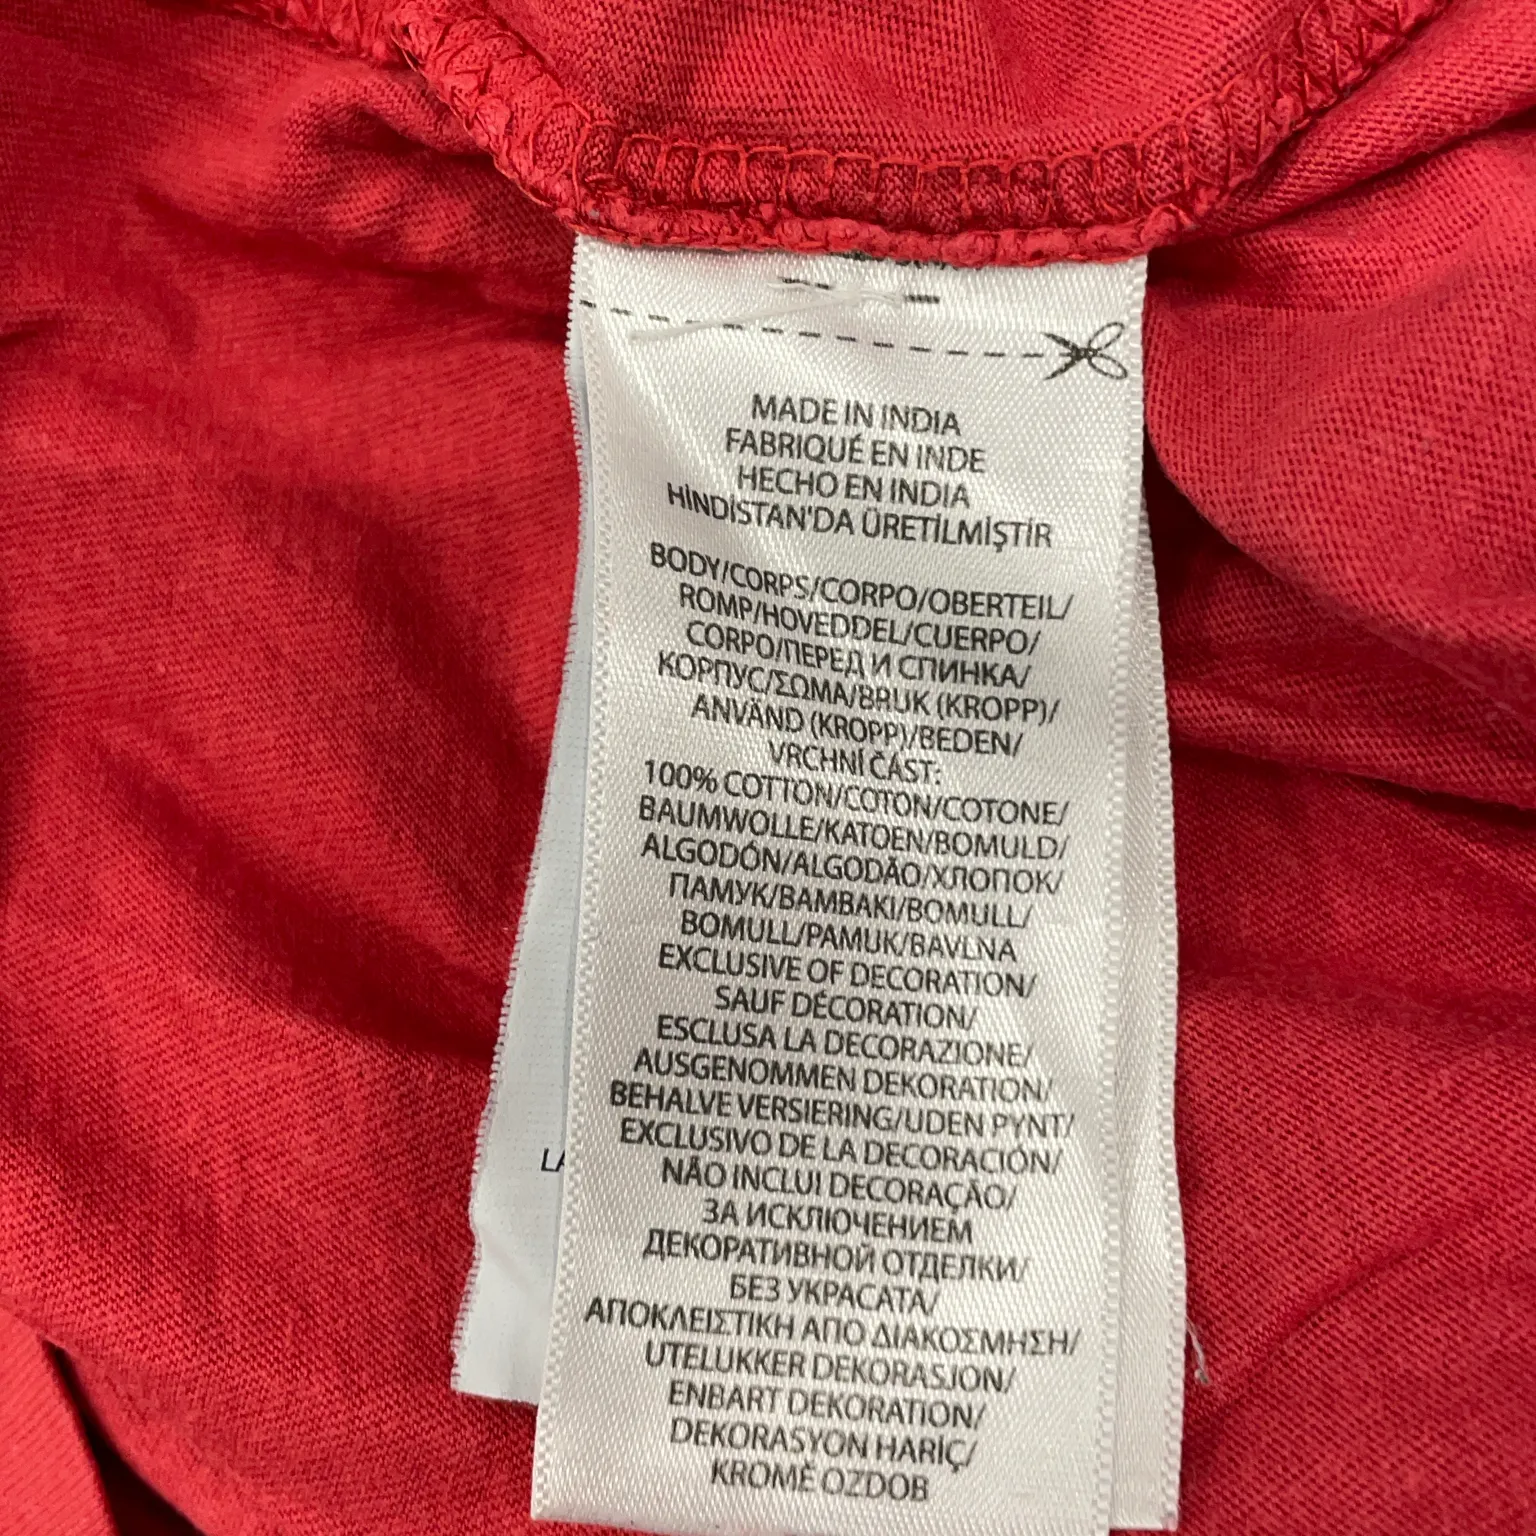 MADE IN INDIA
FABRIQUÉ EN INDE
HECHO EN INDIA
HİNDİSTAN'DA ÜRETİLMİŞTİR
BODY/CORPS/CORPO/OBERTEIL/
ROMP/HOVEDDEL/CUERPO/
CORPO/ПЕРЕД И СПИНКА/
КОРПУС/ΣΩΜΑ/BRUK (KROPP)/
ANVÄND (KROPP)/BEDEN/
VRCHNÍ ČÁST:
100% COTTON/COTON/COTONE/
BAUMWOLLE/KATOEN/BOMULD/
ALGODÓN/ALGODÃO/ХЛОПОК/
ПАМУК/ΒΑΜΒΑΚΙ/BOMULL/
BOMULL/PAMUK/BAVLNA
EXCLUSIVE OF DECORATION/
SAUF DÉCORATION/
ESCLUSA LA DECORAZIONE/
AUSGENOMMEN DEKORATION/
BEHALVE VERSIERING/UDEN PYNT/
EXCLUSIVO DE LA DECORACIÓN/
NÃO INCLUI DECORAÇÃO/
ЗА ИСКЛЮЧЕНИЕМ
ДЕКОРАТИВНОЙ ОТДЕЛКИ/
БЕЗ УКРАСАТА/
ΑΠΟΚΛΕΙΣΤΙΚΗ ΑΠΟ ΔΙΑΚΟΣΜΗΣΗ/
UTELUKKER DEKORASJON/
ENBART DEKORATION/
DEKORASYON HARİÇ/
KROMĚ OZDOB